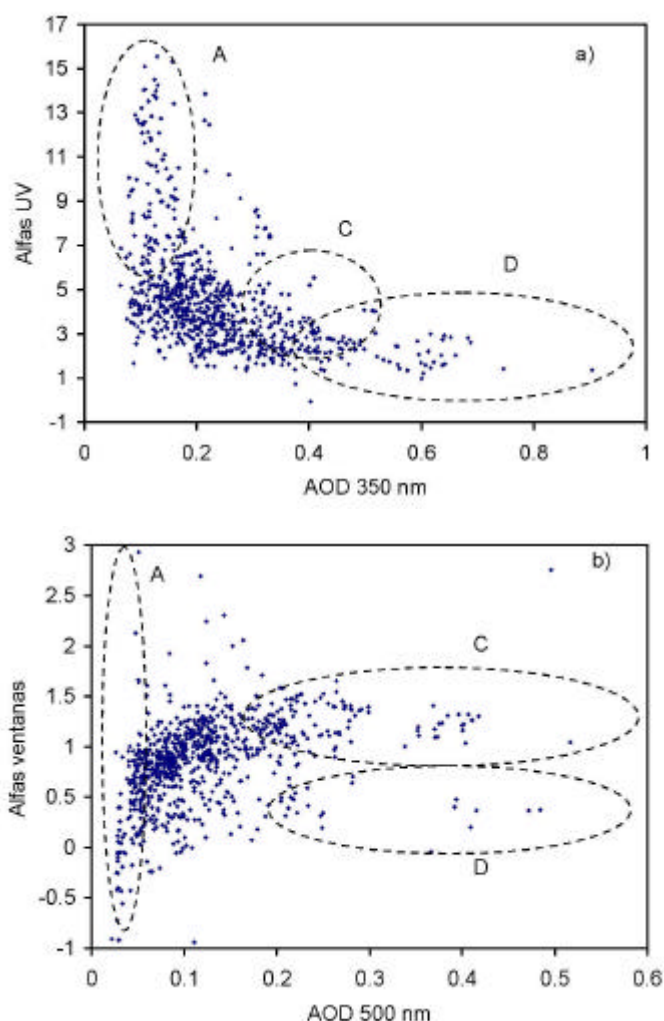 17
15
13
11
9
7
5
3
1
-1
A
a)
C
D
Alfas UV
0 0.2 0.4 0.6 0.8 1
AOD 350 nm
3
2.5
2
1.5
1
0.5
0
-0.5
-1
A
b)
C
D
Alfas ventanas
0 0.1 0.2 0.3 0.4 0.5 0.6
AOD 500 nm